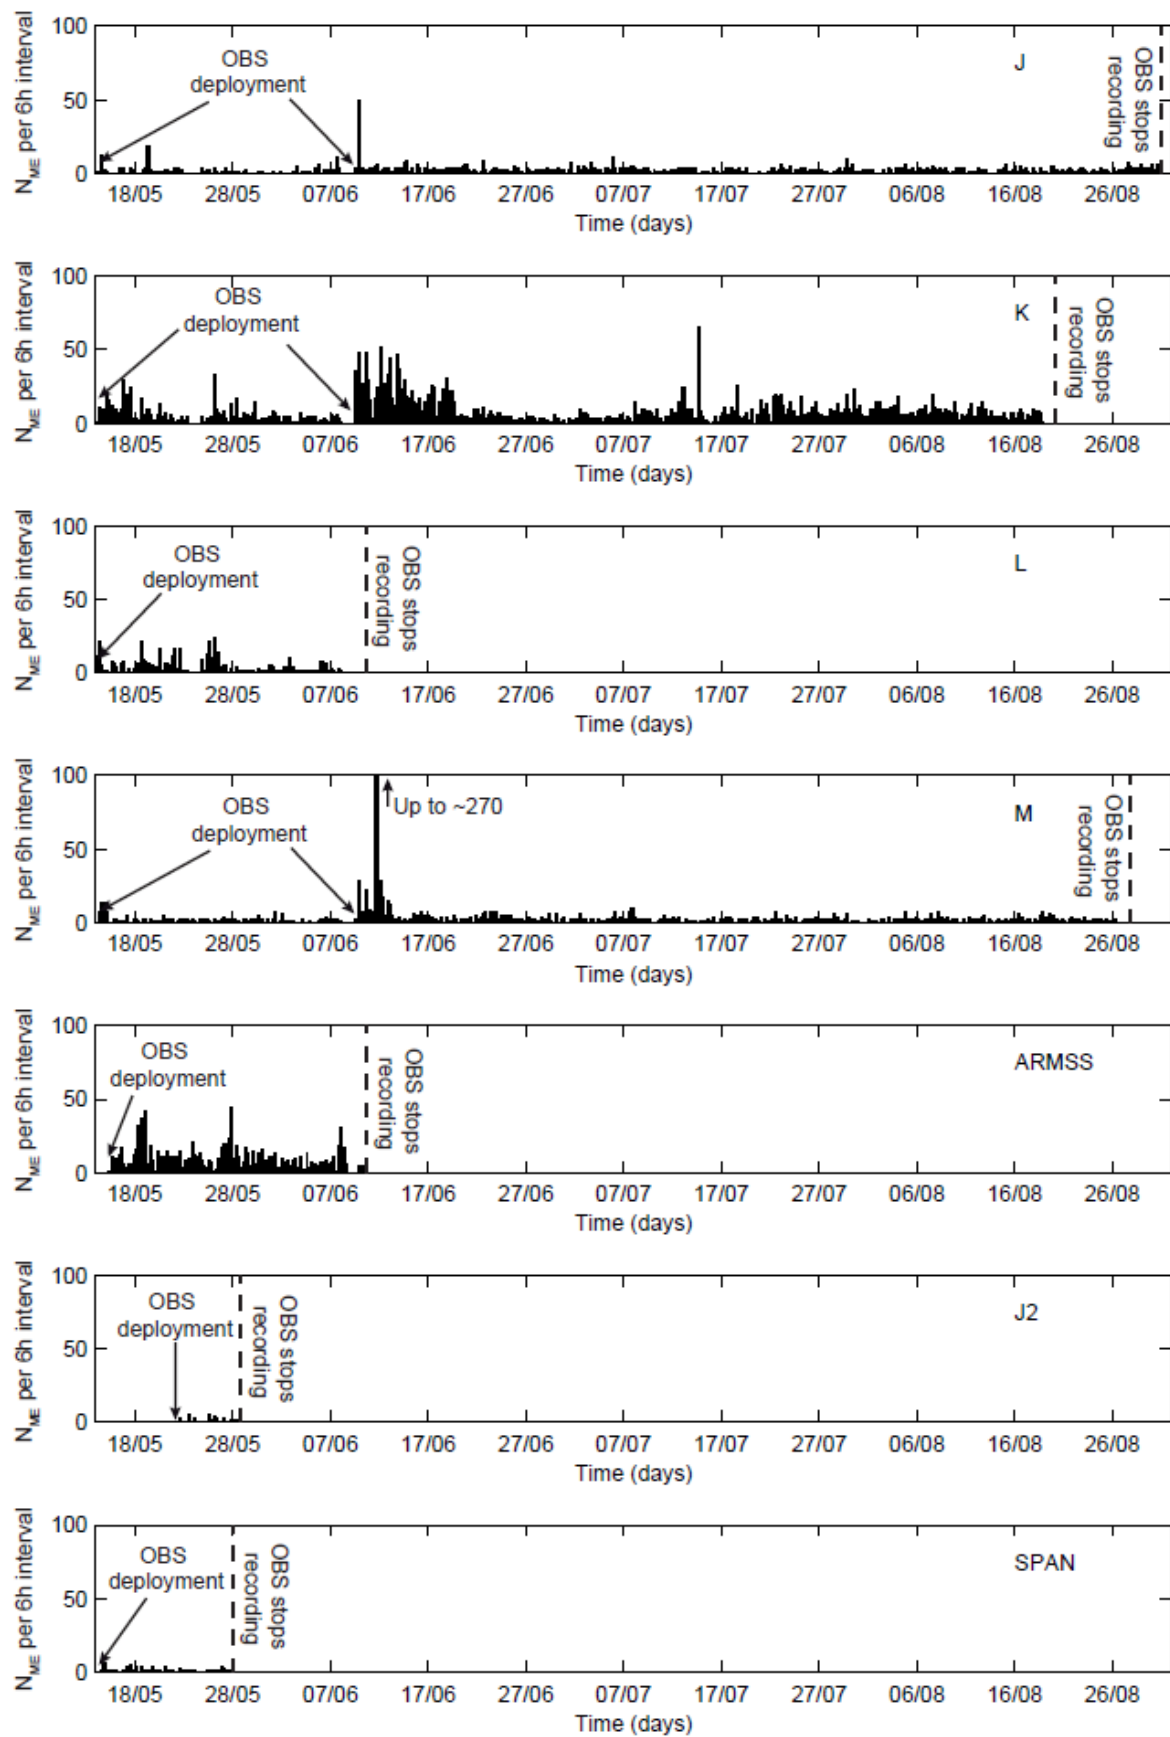 N_ME per 6h interval
100
50
0
OBS
deployment
J
OBS stops
recording
18/05 28/05 07/06 17/06 27/06 07/07 17/07 27/07 06/08 16/08 26/08
Time (days)
N_ME per 6h interval
100
50
0
OBS
deployment
K
OBS stops
recording
18/05 28/05 07/06 17/06 27/06 07/07 17/07 27/07 06/08 16/08 26/08
Time (days)
N_ME per 6h interval
100
50
0
OBS
deployment
OBS stops
recording
L
18/05 28/05 07/06 17/06 27/06 07/07 17/07 27/07 06/08 16/08 26/08
Time (days)
N_ME per 6h interval
100
50
0
OBS
deployment
Up to ~270
M
OBS stops
recording
18/05 28/05 07/06 17/06 27/06 07/07 17/07 27/07 06/08 16/08 26/08
Time (days)
N_ME per 6h interval
100
50
0
OBS
deployment
OBS stops
recording
ARMSS
18/05 28/05 07/06 17/06 27/06 07/07 17/07 27/07 06/08 16/08 26/08
Time (days)
N_ME per 6h interval
100
50
0
OBS
deployment
OBS stops
recording
J2
18/05 28/05 07/06 17/06 27/06 07/07 17/07 27/07 06/08 16/08 26/08
Time (days)
N_ME per 6h interval
100
50
0
OBS
deployment
OBS stops
recording
SPAN
18/05 28/05 07/06 17/06 27/06 07/07 17/07 27/07 06/08 16/08 26/08
Time (days)